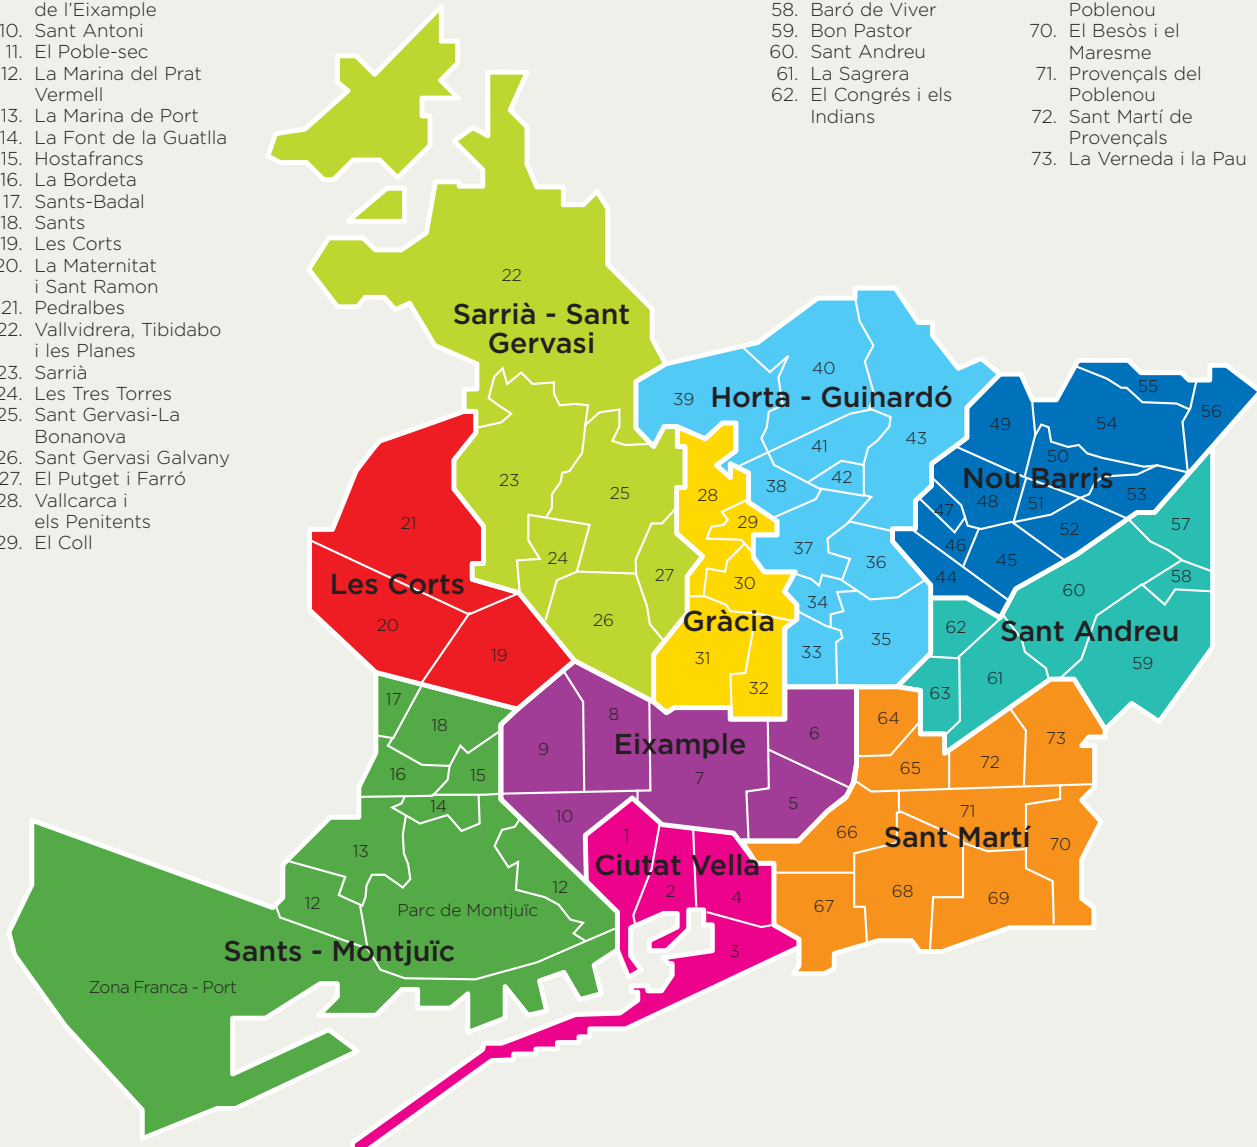 de l'Eixample
10. Sant Antoni
11. El Poble-sec
12. La Marina del Prat
Vermell
13. La Marina de Port
14. La Font de la Guatlla
15. Hostafrancs
16. La Bordeta
17. Sants-Badal
18. Sants
19. Les Corts
20. La Maternitat
i Sant Ramon
21. Pedralbes
22. Vallvidrera, Tibidabo
i les Planes
23. Sarrià
24. Les Tres Torres
25. Sant Gervasi-La
Bonanova
26. Sant Gervasi Galvany
27. El Putget i Farró
28. Vallcarca i
els Penitents
29. El Coll
58. Baró de Viver
59. Bon Pastor
60. Sant Andreu
61. La Sagrera
62. El Congrés i els
Indians
Poblenou
70. El Besòs i el
Maresme
71. Provençals del
Poblenou
72. Sant Martí de
Provençals
73. La Verneda i la Pau
22
Sarrià - Sant
Gervasi
23
25
24
27
26
39
40
Horta - Guinardó
41
43
42
38
37
36
34
35
33
49
55
54
56
50
Nou Barris
47
48
51
53
52
46
45
44
28
29
30
Gràcia
31
32
21
Les Corts
20
19
57
58
60
62
Sant Andreu
59
61
63
17
18
16
15
14
13
12
12
Parc de Montjuïc
Sants - Montjuïc
Zona Franca - Port
8
6
9
Eixample
7
5
10
64
73
65
72
71
66
Sant Martí
70
67
68
69
1
Ciutat Vella
2
4
3